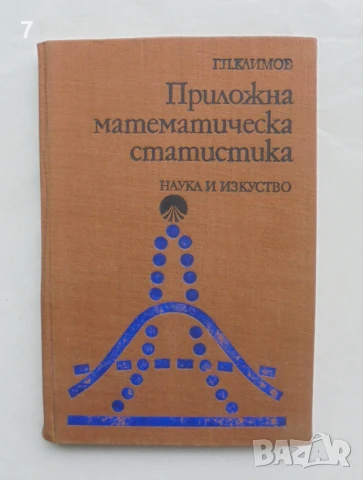 7
Г.П.КЛИМОВ
Приложна
математическа
статистика
НАУКА И ИЗКУСТВО
BAZAR